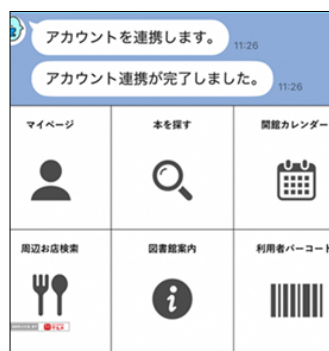 アカウントを連携します。
11:26
アカウント連携が完了しました。
11:26
マイページ
本を探す
開館カレンダー
周辺お店検索
図書館案内
利用者バーコード